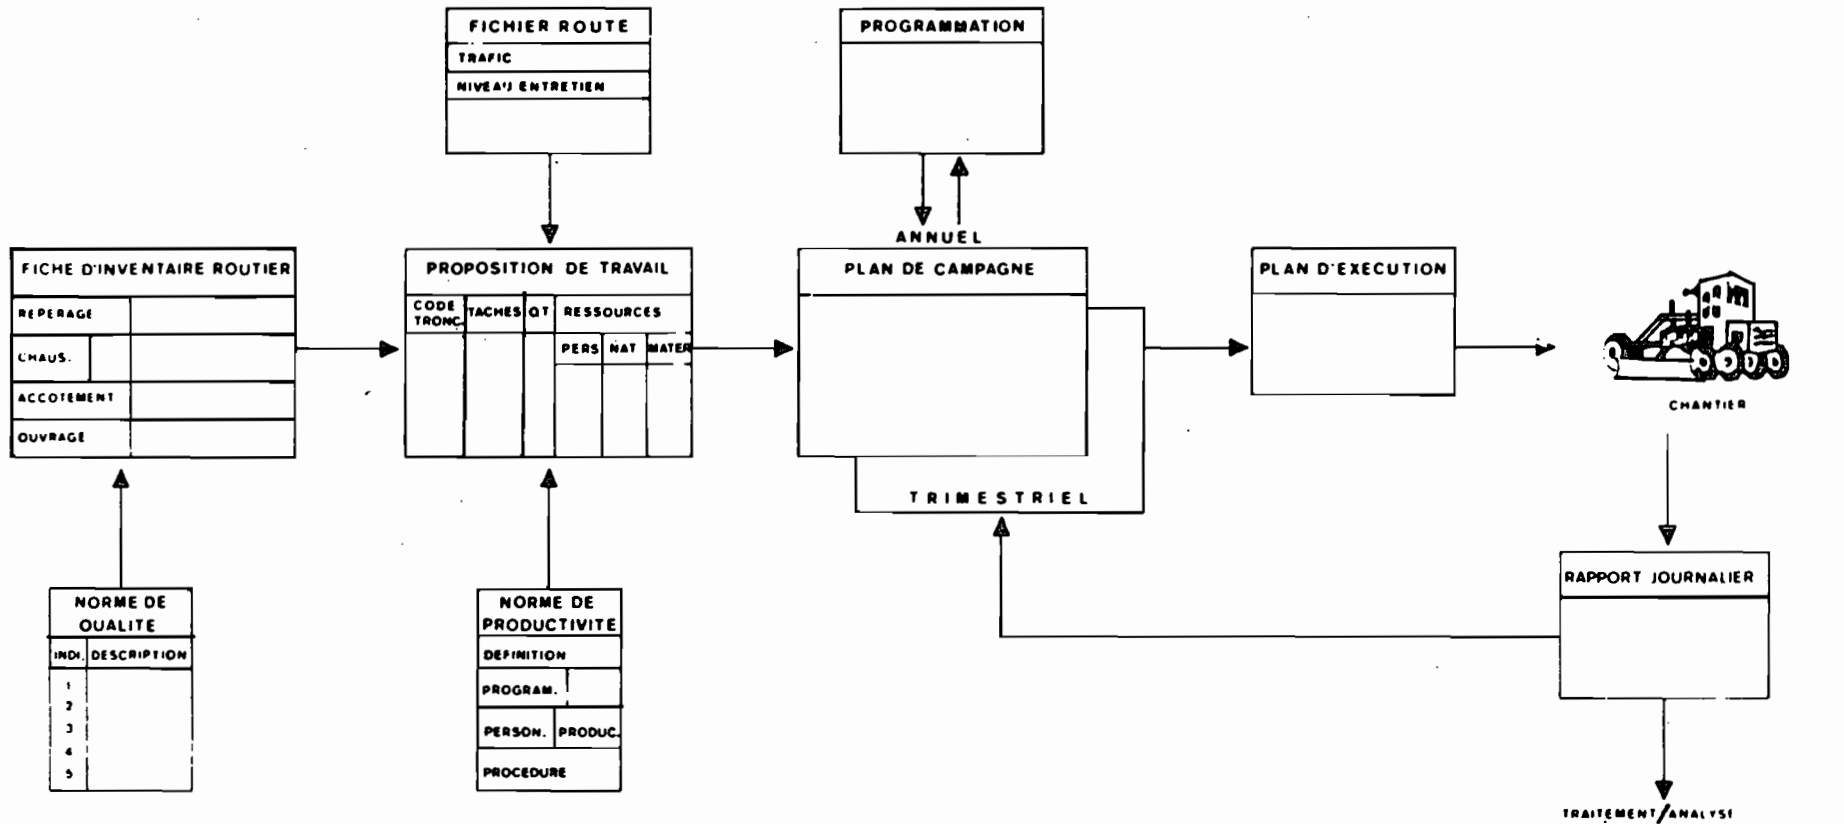 FICHIER ROUTE
TRAFIC
NIVEAU ENTRETIEN
PROGRAMMATION
ANNUEL
FICHE D'INVENTAIRE ROUTIER
REPERAGE
CHAUS.
ACCOTEMENT
OUVRAGE
PROPOSITION DE TRAVAIL
CODE TRONC.
TACHES
QT
RESSOURCES
PERS
MAT
MATER
PLAN DE CAMPAGNE
TRIMESTRIEL
PLAN D'EXECUTION
CHANTIER
NORME DE
QUALITE
INDI. DESCRIPTION
1
2
3
4
5
NORME DE
PRODUCTIVITE
DEFINITION
PROGRAM.
PERSON. PRODUC.
PROCEDURE
RAPPORT JOURNALIER
TRAITEMENT/ANALYSE